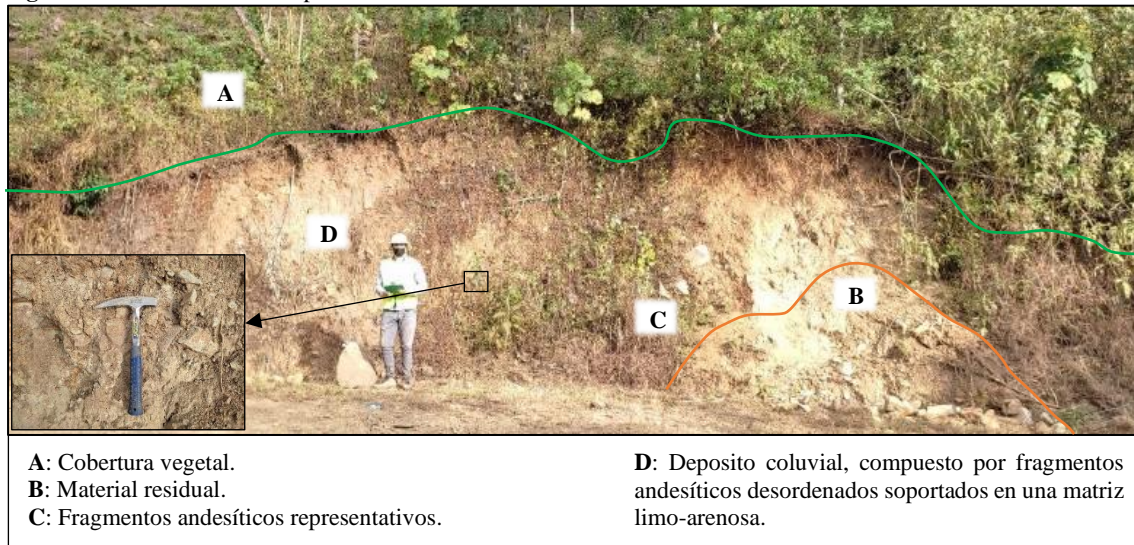 A
D
B
C
A: Cobertura vegetal.
B: Material residual.
C: Fragmentos andesíticos representativos.
D: Deposito coluvial, compuesto por fragmentos
andesíticos desordenados soportados en una matriz
limo-arenosa.